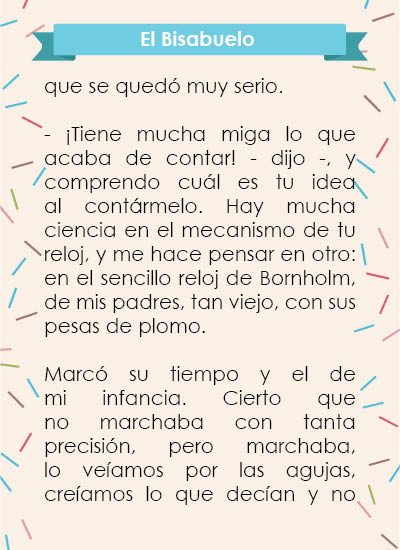 El Bisabuelo
que se quedó muy serio.
- ¡Tiene mucha miga lo que
acaba de contar! - dijo -, y
comprendo cuál es tu idea
al contármelo. Hay mucha
ciencia en el mecanismo de tu
reloj, y me hace pensar en otro:
en el sencillo reloj de Bornholm,
de mis padres, tan viejo, con sus
pesas de plomo.
Marcó su tiempo y el de
mi infancia. Cierto que
no marchaba con tanta
precisión, pero marchaba,
lo veíamos por las agujas,
creíamos lo que decían y no